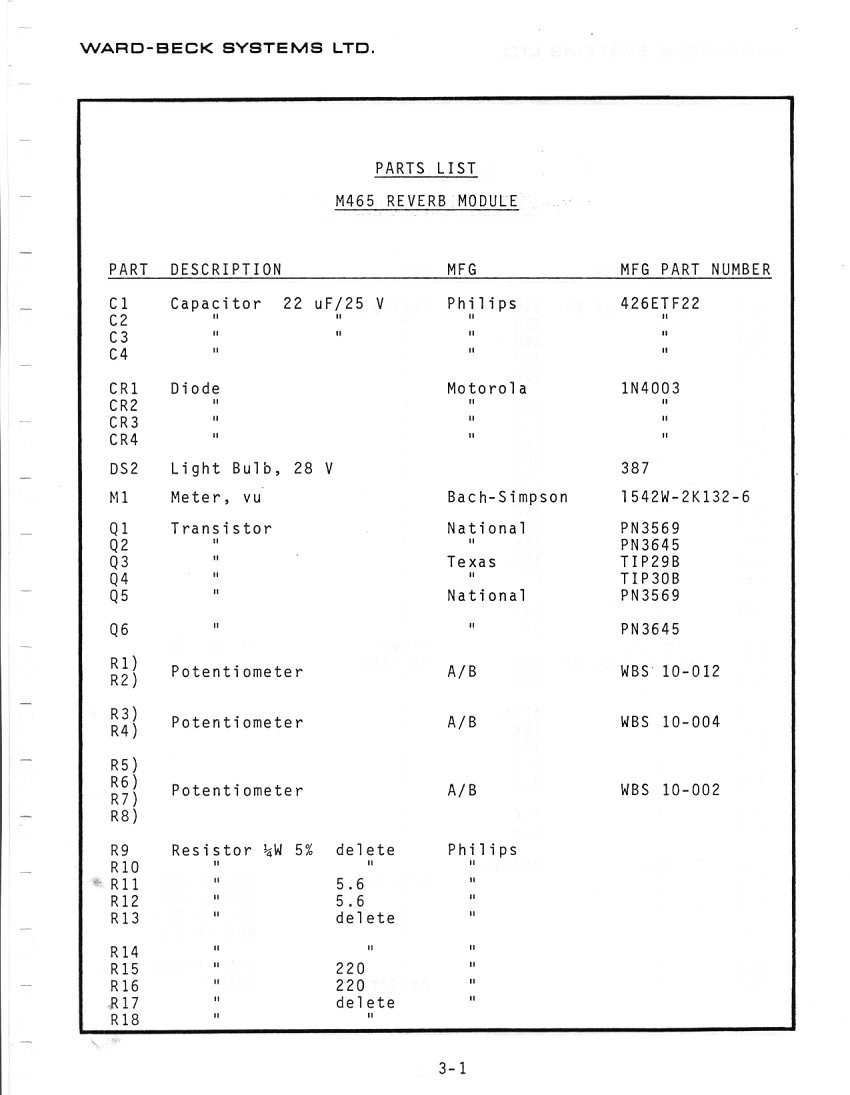 WARD-BECK SYSTEMS LTD.
PARTS LIST
M465 REVERB MODULE
PART DESCRIPTION MFG MFG PART NUMBER
C1 Capacitor 22 uF/25 V Philips 426ETF22
C2 " " " "
C3 " " " "
C4 " " "
CR1 Diode Motorola 1N4003
CR2 " " "
CR3 " " "
CR4 " " "
DS2 Light Bulb, 28 V 387
M1 Meter, vu Bach-Simpson 1542W-2K132-6
Q1 Transistor National PN3569
Q2 " " PN3645
Q3 " Texas TIP29B
Q4 " " TIP30B
Q5 " National PN3569
Q6 " " PN3645
R1)
R2) Potentiometer A/B WBS 10-012
R3)
R4) Potentiometer A/B WBS 10-004
R5)
R6)
R7) Potentiometer A/B WBS 10-002
R8)
R9 Resistor ¼W 5% delete Philips
R10 " " "
R11 " 5.6 "
R12 " 5.6 "
R13 " delete "
R14 " " "
R15 " 220 "
R16 " 220 "
R17 " delete "
R18 " "
3-1